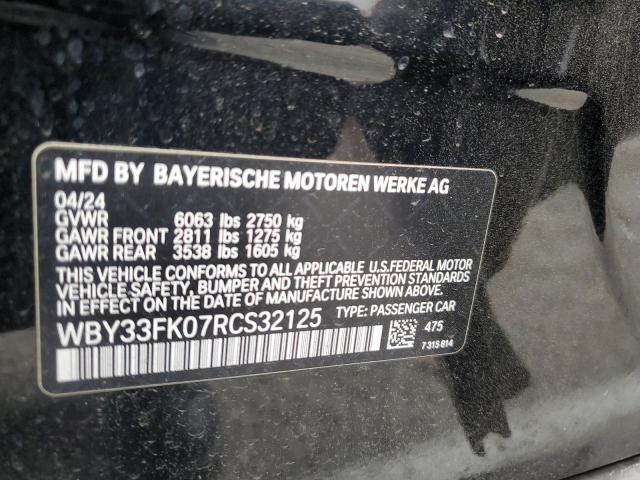 MFD BY BAYERISCHE MOTOREN WERKE AG
04/24
GVWR 6063 lbs 2750 kg
GAWR FRONT 2811 lbs 1275 kg
GAWR REAR 3538 lbs 1605 kg
THIS VEHICLE CONFORMS TO ALL APPLICABLE U.S.FEDERAL MOTOR
VEHICLE SAFETY, BUMPER AND THEFT PREVENTION STANDARDS
IN EFFECT ON THE DATE OF MANUFACTURE SHOWN ABOVE.
WBY33FK07RCS32125 TYPE: PASSENGER CAR
475
7315814